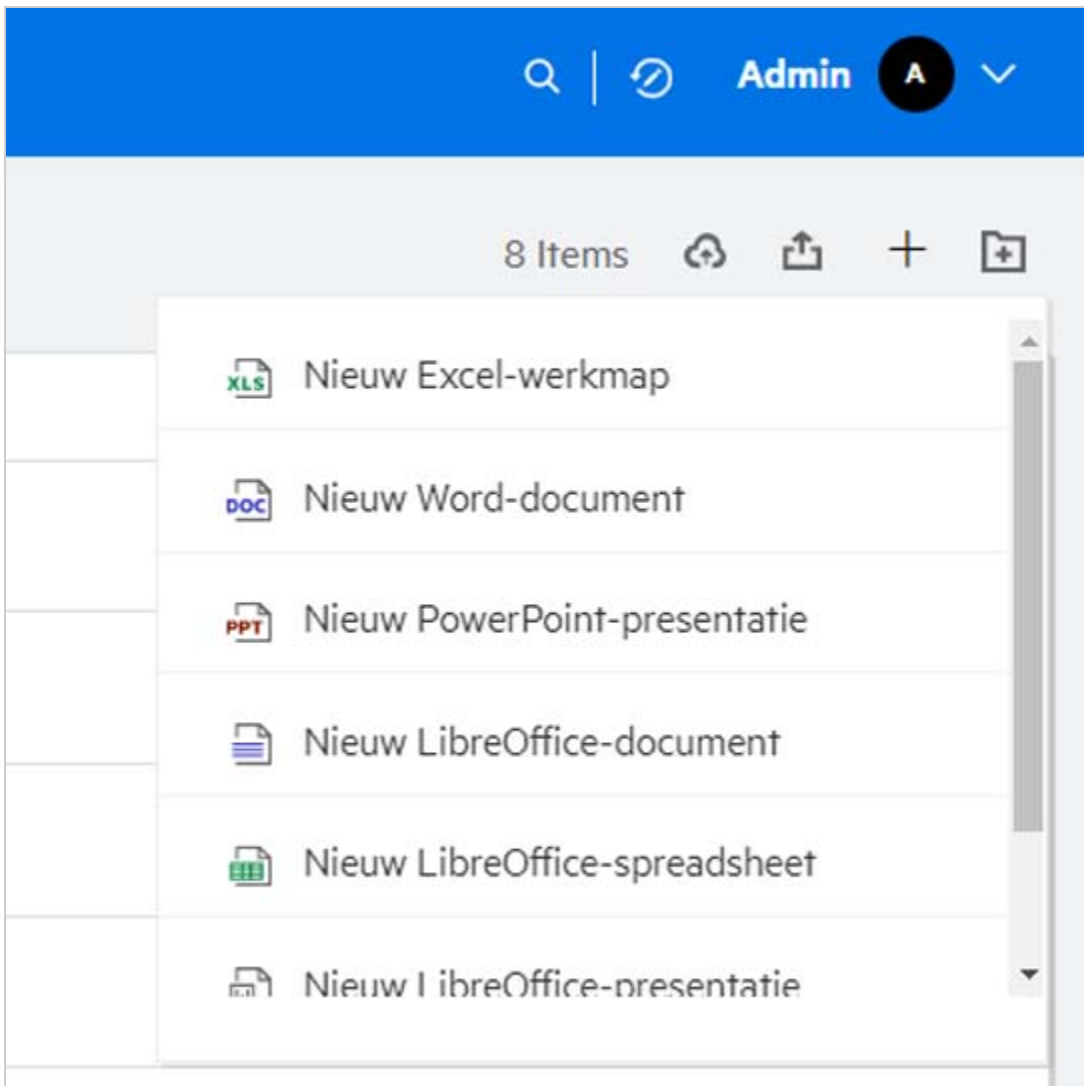 Admin A
8 Items
XLS Nieuw Excel-werkmap
DOC Nieuw Word-document
PPT Nieuw PowerPoint-presentatie
Nieuw LibreOffice-document
Nieuw LibreOffice-spreadsheet
Nieuw LibreOffice-presentatie